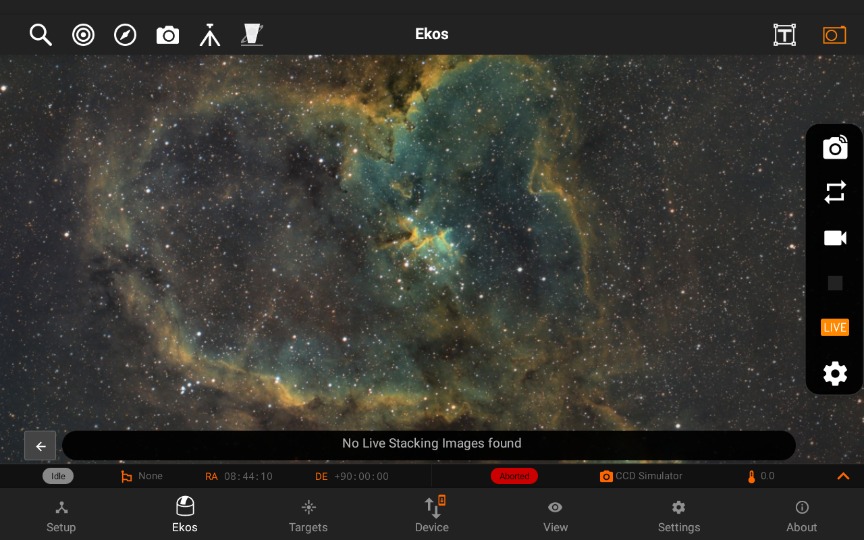 Ekos
T
LIVE
No Live Stacking Images found
Idle None RA 08:44:10 DE +90:00:00 Aborted CCD Simulator 0.0
Setup Ekos Targets Device View Settings About